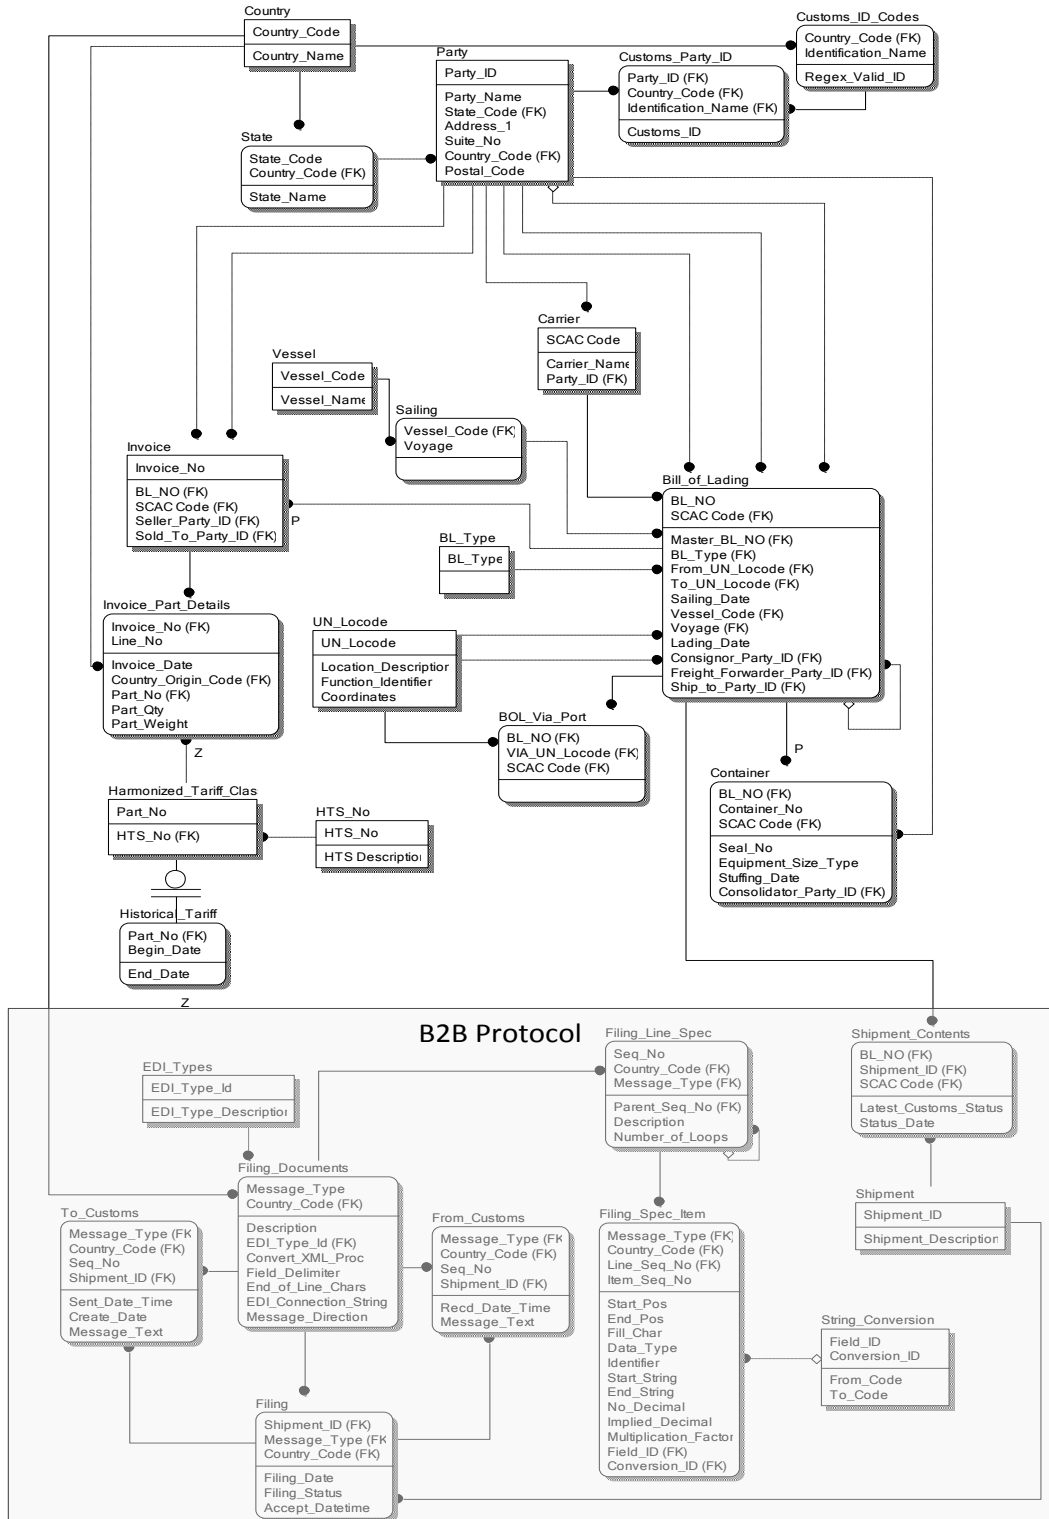 Country
Country_Code
Country_Name
Customs_ID_Codes
Country_Code (FK)
Identification_Name
Regex_Valid_ID
Party
Party_ID
Party_Name
State_Code (FK)
Address_1
Suite_No
Country_Code (FK)
Postal_Code
Customs_Party_ID
Party_ID (FK)
Country_Code (FK)
Identification_Name (FK)
Customs_ID
State
State_Code
Country_Code (FK)
State_Name
Carrier
SCAC Code
Carrier_Name
Party_ID (FK)
Vessel
Vessel_Code
Vessel_Name
Sailing
Vessel_Code (FK)
Voyage
Invoice
Invoice_No
BL_NO (FK)
SCAC Code (FK)
Seller_Party_ID (FK)
Sold_To_Party_ID (FK)
P
Bill_of_Lading
BL_NO
SCAC Code (FK)
Master_BL_NO (FK)
BL_Type (FK)
From_UN_Locode (FK)
To_UN_Locode (FK)
Sailing_Date
Vessel_Code (FK)
Voyage (FK)
Lading_Date
Consignor_Party_ID (FK)
Freight_Forwarder_Party_ID (FK)
Ship_to_Party_ID (FK)
BL_Type
BL_Type
Invoice_Part_Details
Invoice_No (FK)
Line_No
Invoice_Date
Country_Origin_Code (FK)
Part_No (FK)
Part_Qty
Part_Weight
Z
UN_Locode
UN_Locode
Location_Description
Function_Identifier
Coordinates
BOL_Via_Port
BL_NO (FK)
VIA_UN_Locode (FK)
SCAC Code (FK)
P
Container
BL_NO (FK)
Container_No
SCAC Code (FK)
Seal_No
Equipment_Size_Type
Stuffing_Date
Consolidator_Party_ID (FK)
Harmonized_Tariff_Clas
Part_No
HTS_No (FK)
HTS_No
HTS_No
HTS Description
Historical_Tariff
Part_No (FK)
Begin_Date
End_Date
Z
B2B Protocol
EDI_Types
EDI_Type_Id
EDI_Type_Description
Filing_Line_Spec
Seq_No
Country_Code (FK)
Message_Type (FK)
Parent_Seq_No (FK)
Description
Number_of_Loops
Shipment_Contents
BL_NO (FK)
Shipment_ID (FK)
SCAC Code (FK)
Latest_Customs_Status
Status_Date
Filing_Documents
Message_Type
Country_Code (FK)
Description
EDI_Type_Id (FK)
Convert_XML_Proc
Field_Delimiter
End_of_Line_Chars
EDI_Connection_String
Message_Direction
To_Customs
Message_Type (FK
Country_Code (FK)
Seq_No
Shipment_ID (FK)
Sent_Date_Time
Create_Date
Message_Text
From_Customs
Message_Type (FK
Country_Code (FK)
Seq_No
Shipment_ID (FK)
Recd_Date_Time
Message_Text
Filing_Spec_Item
Message_Type (FK)
Country_Code (FK)
Line_Seq_No (FK)
Item_Seq_No
Start_Pos
End_Pos
Fill_Char
Data_Type
Identifier
Start_String
End_String
No_Decimal
Implied_Decimal
Multiplication_Factor
Field_ID (FK)
Conversion_ID (FK)
Shipment
Shipment_ID
Shipment_Description
String_Conversion
Field_ID
Conversion_ID
From_Code
To_Code
Filing
Shipment_ID (FK)
Message_Type (FK
Country_Code (FK)
Filing_Date
Filing_Status
Accept_Datetime